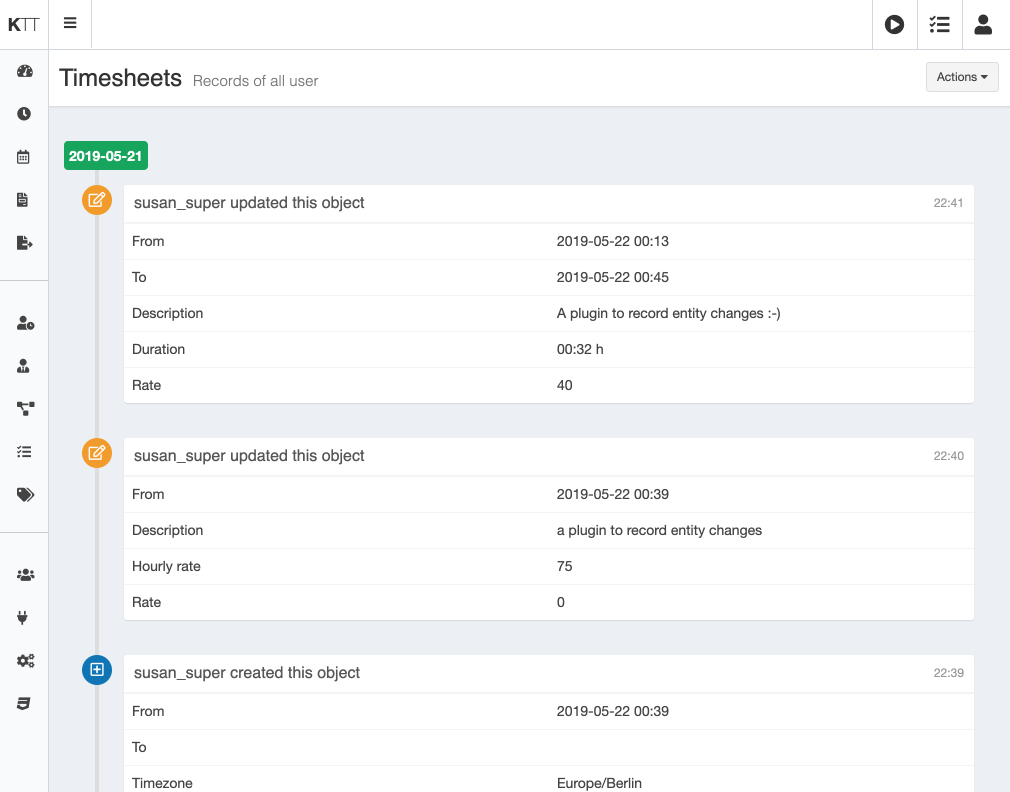 KTT
Timesheets Records of all user
Actions
2019-05-21
susan_super updated this object 22:41
From 2019-05-22 00:13
To 2019-05-22 00:45
Description A plugin to record entity changes :-)
Duration 00:32 h
Rate 40
susan_super updated this object 22:40
From 2019-05-22 00:39
Description a plugin to record entity changes
Hourly rate 75
Rate 0
susan_super created this object 22:39
From 2019-05-22 00:39
To
Timezone Europe/Berlin